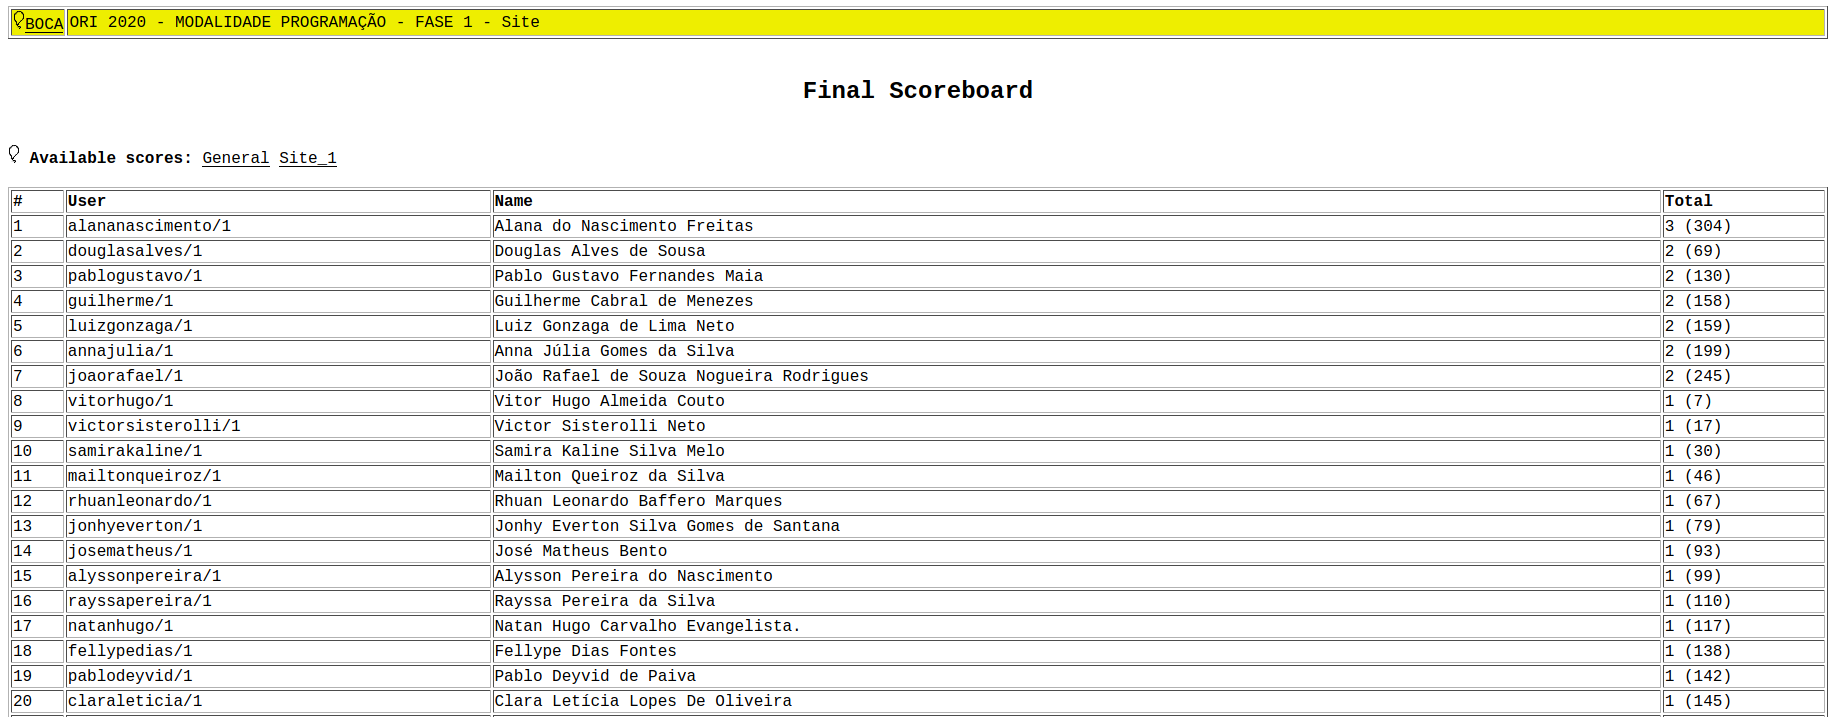 BOCA ORI 2020 - MODALIDADE PROGRAMAÇÃO - FASE 1 - Site
Final Scoreboard
Available scores: General Site_1
# User Name Total
1 alananascimento/1 Alana do Nascimento Freitas 3 (304)
2 douglasalves/1 Douglas Alves de Sousa 2 (69)
3 pablogustavo/1 Pablo Gustavo Fernandes Maia 2 (130)
4 guilherme/1 Guilherme Cabral de Menezes 2 (158)
5 luizgonzaga/1 Luiz Gonzaga de Lima Neto 2 (159)
6 annajulia/1 Anna Júlia Gomes da Silva 2 (199)
7 joaorafael/1 João Rafael de Souza Nogueira Rodrigues 2 (245)
8 vitorhugo/1 Vitor Hugo Almeida Couto 1 (7)
9 victorsisterolli/1 Victor Sisterolli Neto 1 (17)
10 samirakaline/1 Samira Kaline Silva Melo 1 (30)
11 mailtonqueiroz/1 Mailton Queiroz da Silva 1 (46)
12 rhuanleonardo/1 Rhuan Leonardo Baffero Marques 1 (67)
13 jonhyeverton/1 Jonhy Everton Silva Gomes de Santana 1 (79)
14 josematheus/1 José Matheus Bento 1 (93)
15 alyssonpereira/1 Alysson Pereira do Nascimento 1 (99)
16 rayssapereira/1 Rayssa Pereira da Silva 1 (110)
17 natanhugo/1 Natan Hugo Carvalho Evangelista. 1 (117)
18 fellypedias/1 Fellype Dias Fontes 1 (138)
19 pablodeyvid/1 Pablo Deyvid de Paiva 1 (142)
20 claraleticia/1 Clara Letícia Lopes De Oliveira 1 (145)